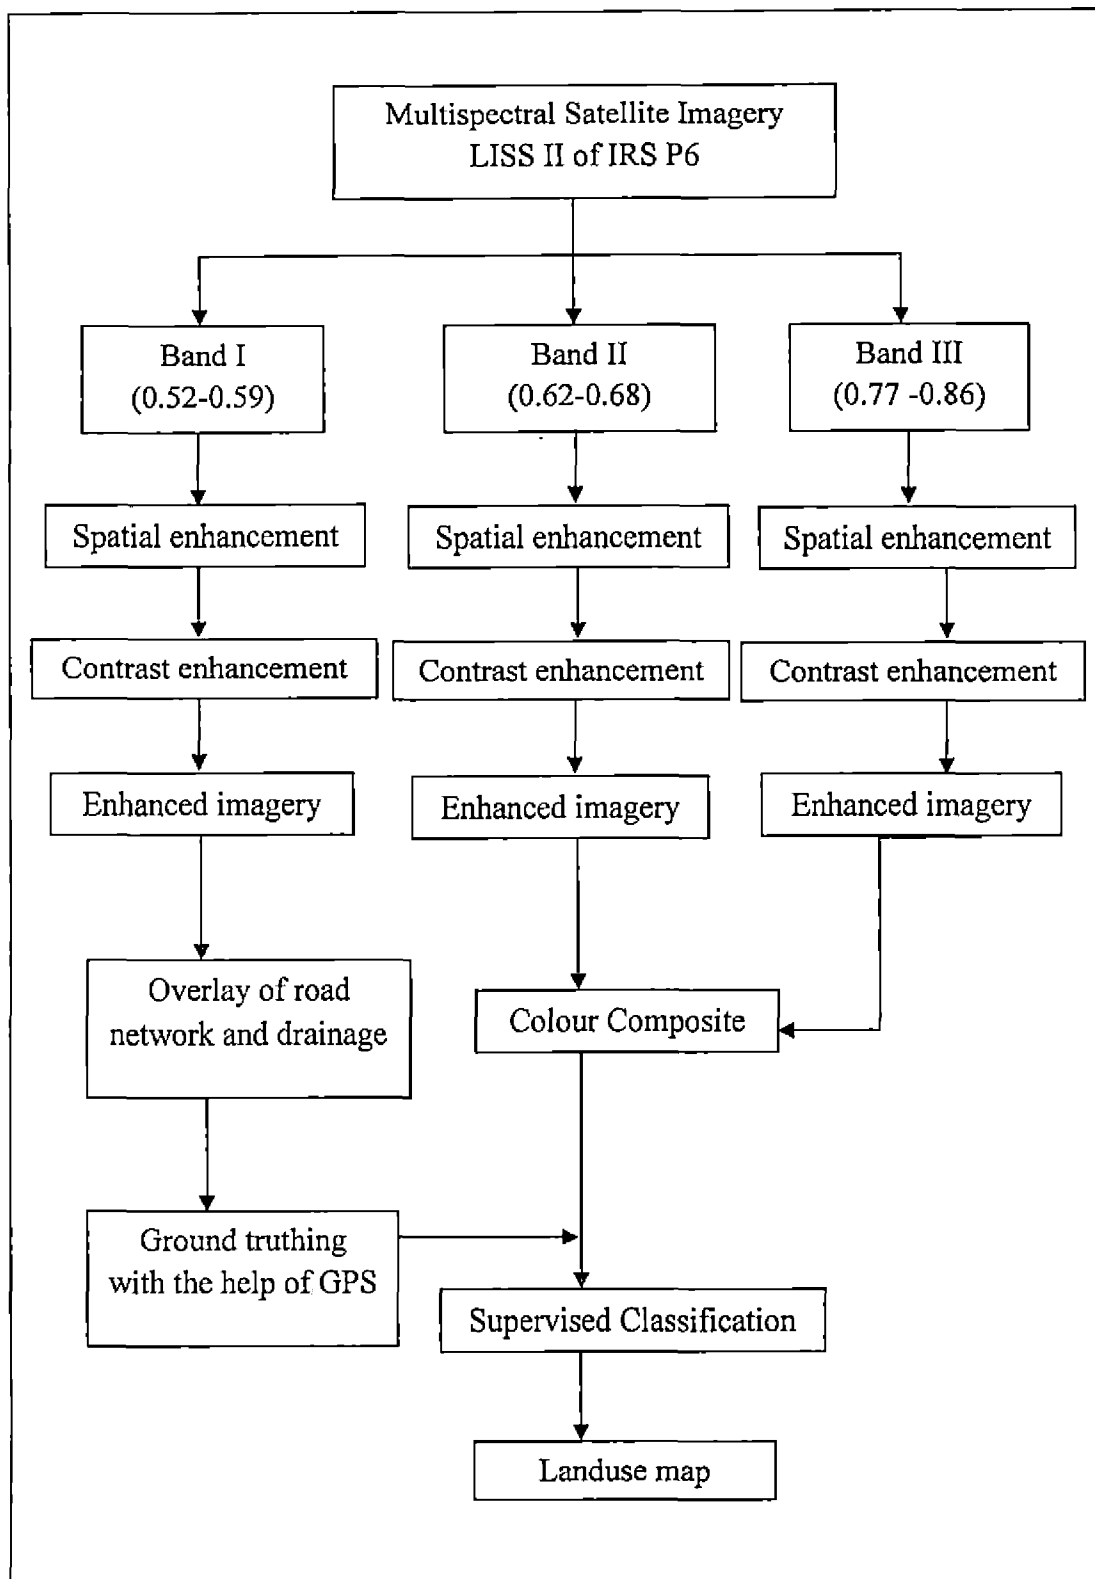 Multispectral Satellite Imagery
LISS II of IRS P6
Band I
(0.52-0.59)
Band II
(0.62-0.68)
Band III
(0.77 -0.86)
Spatial enhancement
Spatial enhancement
Spatial enhancement
Contrast enhancement
Contrast enhancement
Contrast enhancement
Enhanced imagery
Enhanced imagery
Enhanced imagery
Overlay of road
network and drainage
Colour Composite
Ground truthing
with the help of GPS
Supervised Classification
Landuse map